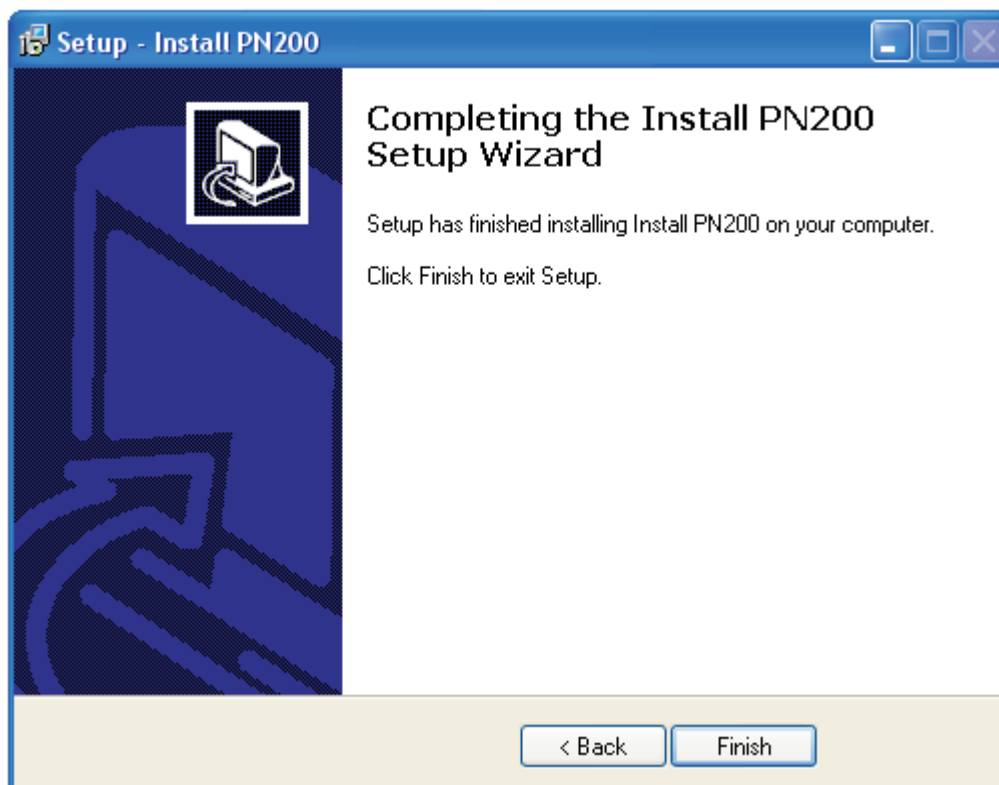 Setup - Install PN200
Completing the Install PN200
Setup Wizard
Setup has finished installing Install PN200 on your computer.
Click Finish to exit Setup.
< Back
Finish